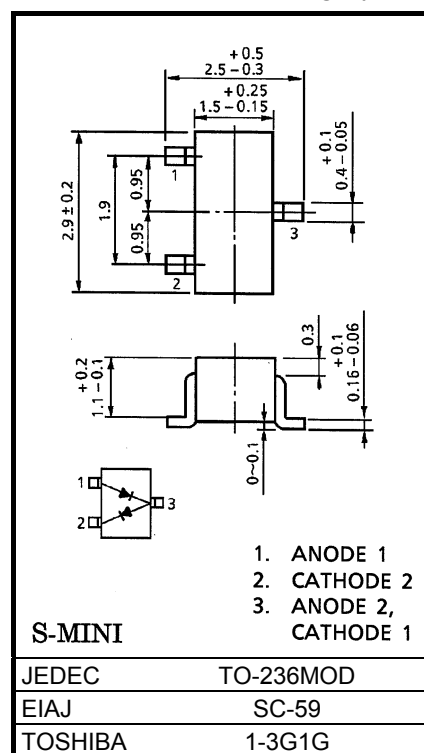 +0.5
2.5–0.3
+0.25
1.5–0.15
2.9±0.2
1.9
0.95
0.95
1
2
3
+0.1
0.4–0.05
+0.2
1.1–0.1
0.3
+0.1
0.16–0.06
0~0.1
1
2
3
1. ANODE 1
2. CATHODE 2
3. ANODE 2,
CATHODE 1
S-MINI
JEDEC TO-236MOD
EIAJ SC-59
TOSHIBA 1-3G1G